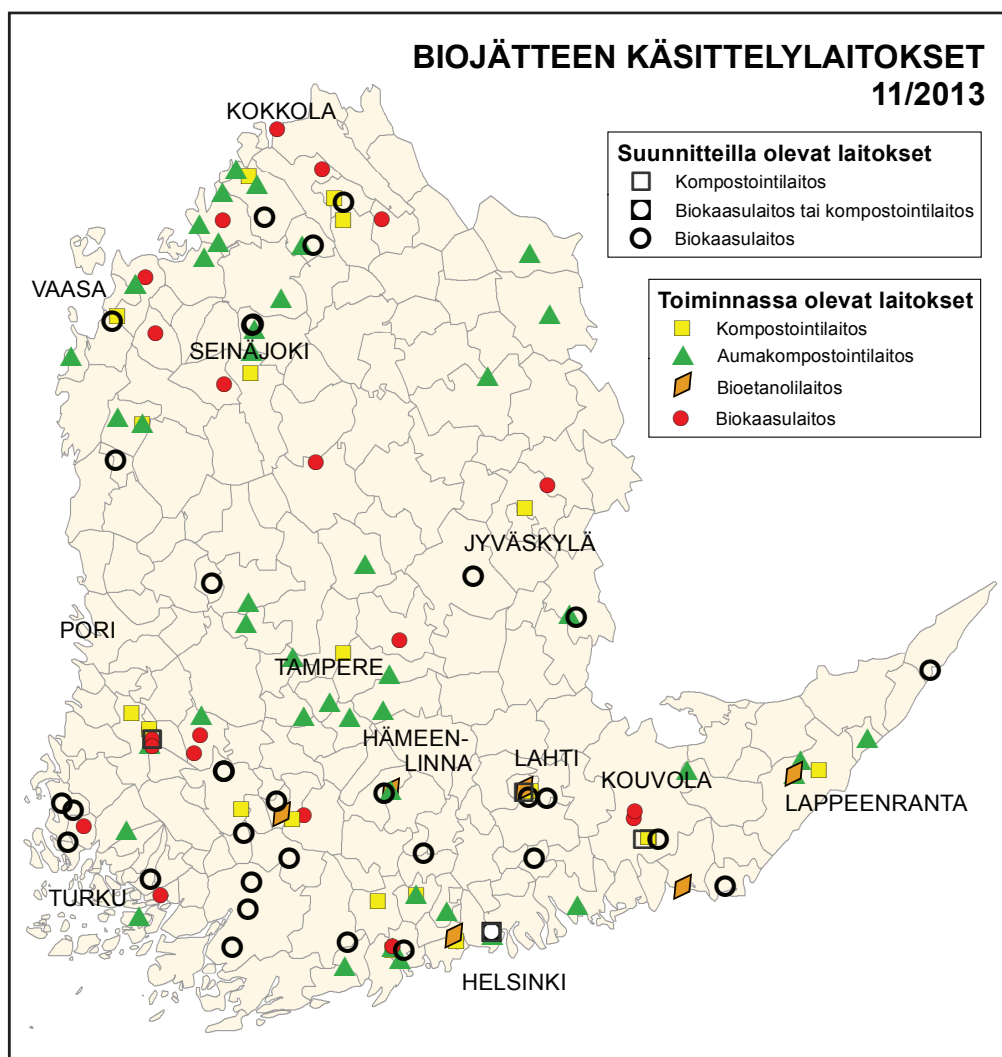 BIOJÄTTEEN KÄSITTELYLAITOKSET
11/2013
KOKKOLA
Suunnitteilla olevat laitokset
Kompostointilaitos
Biokaasulaitos tai kompostointilaitos
Biokaasulaitos
VAASA
Toiminnassa olevat laitokset
Kompostointilaitos
Aumakompostointilaitos
Bioetanolilaitos
Biokaasulaitos
SEINÄJOKI
JYVÄSKYLÄ
PORI
TAMPERE
HÄMEEN-
LINNA
LAHTI
KOUVOLA
LAPPEENRANTA
TURKU
HELSINKI